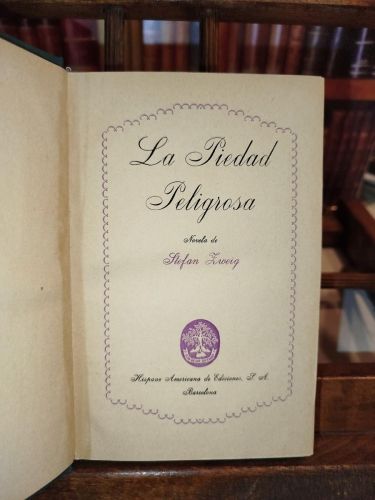 La Piedad
Peligrosa
Novela de
Stefan Zweig
Hispano Americana de Ediciones, S. A.
Barcelona